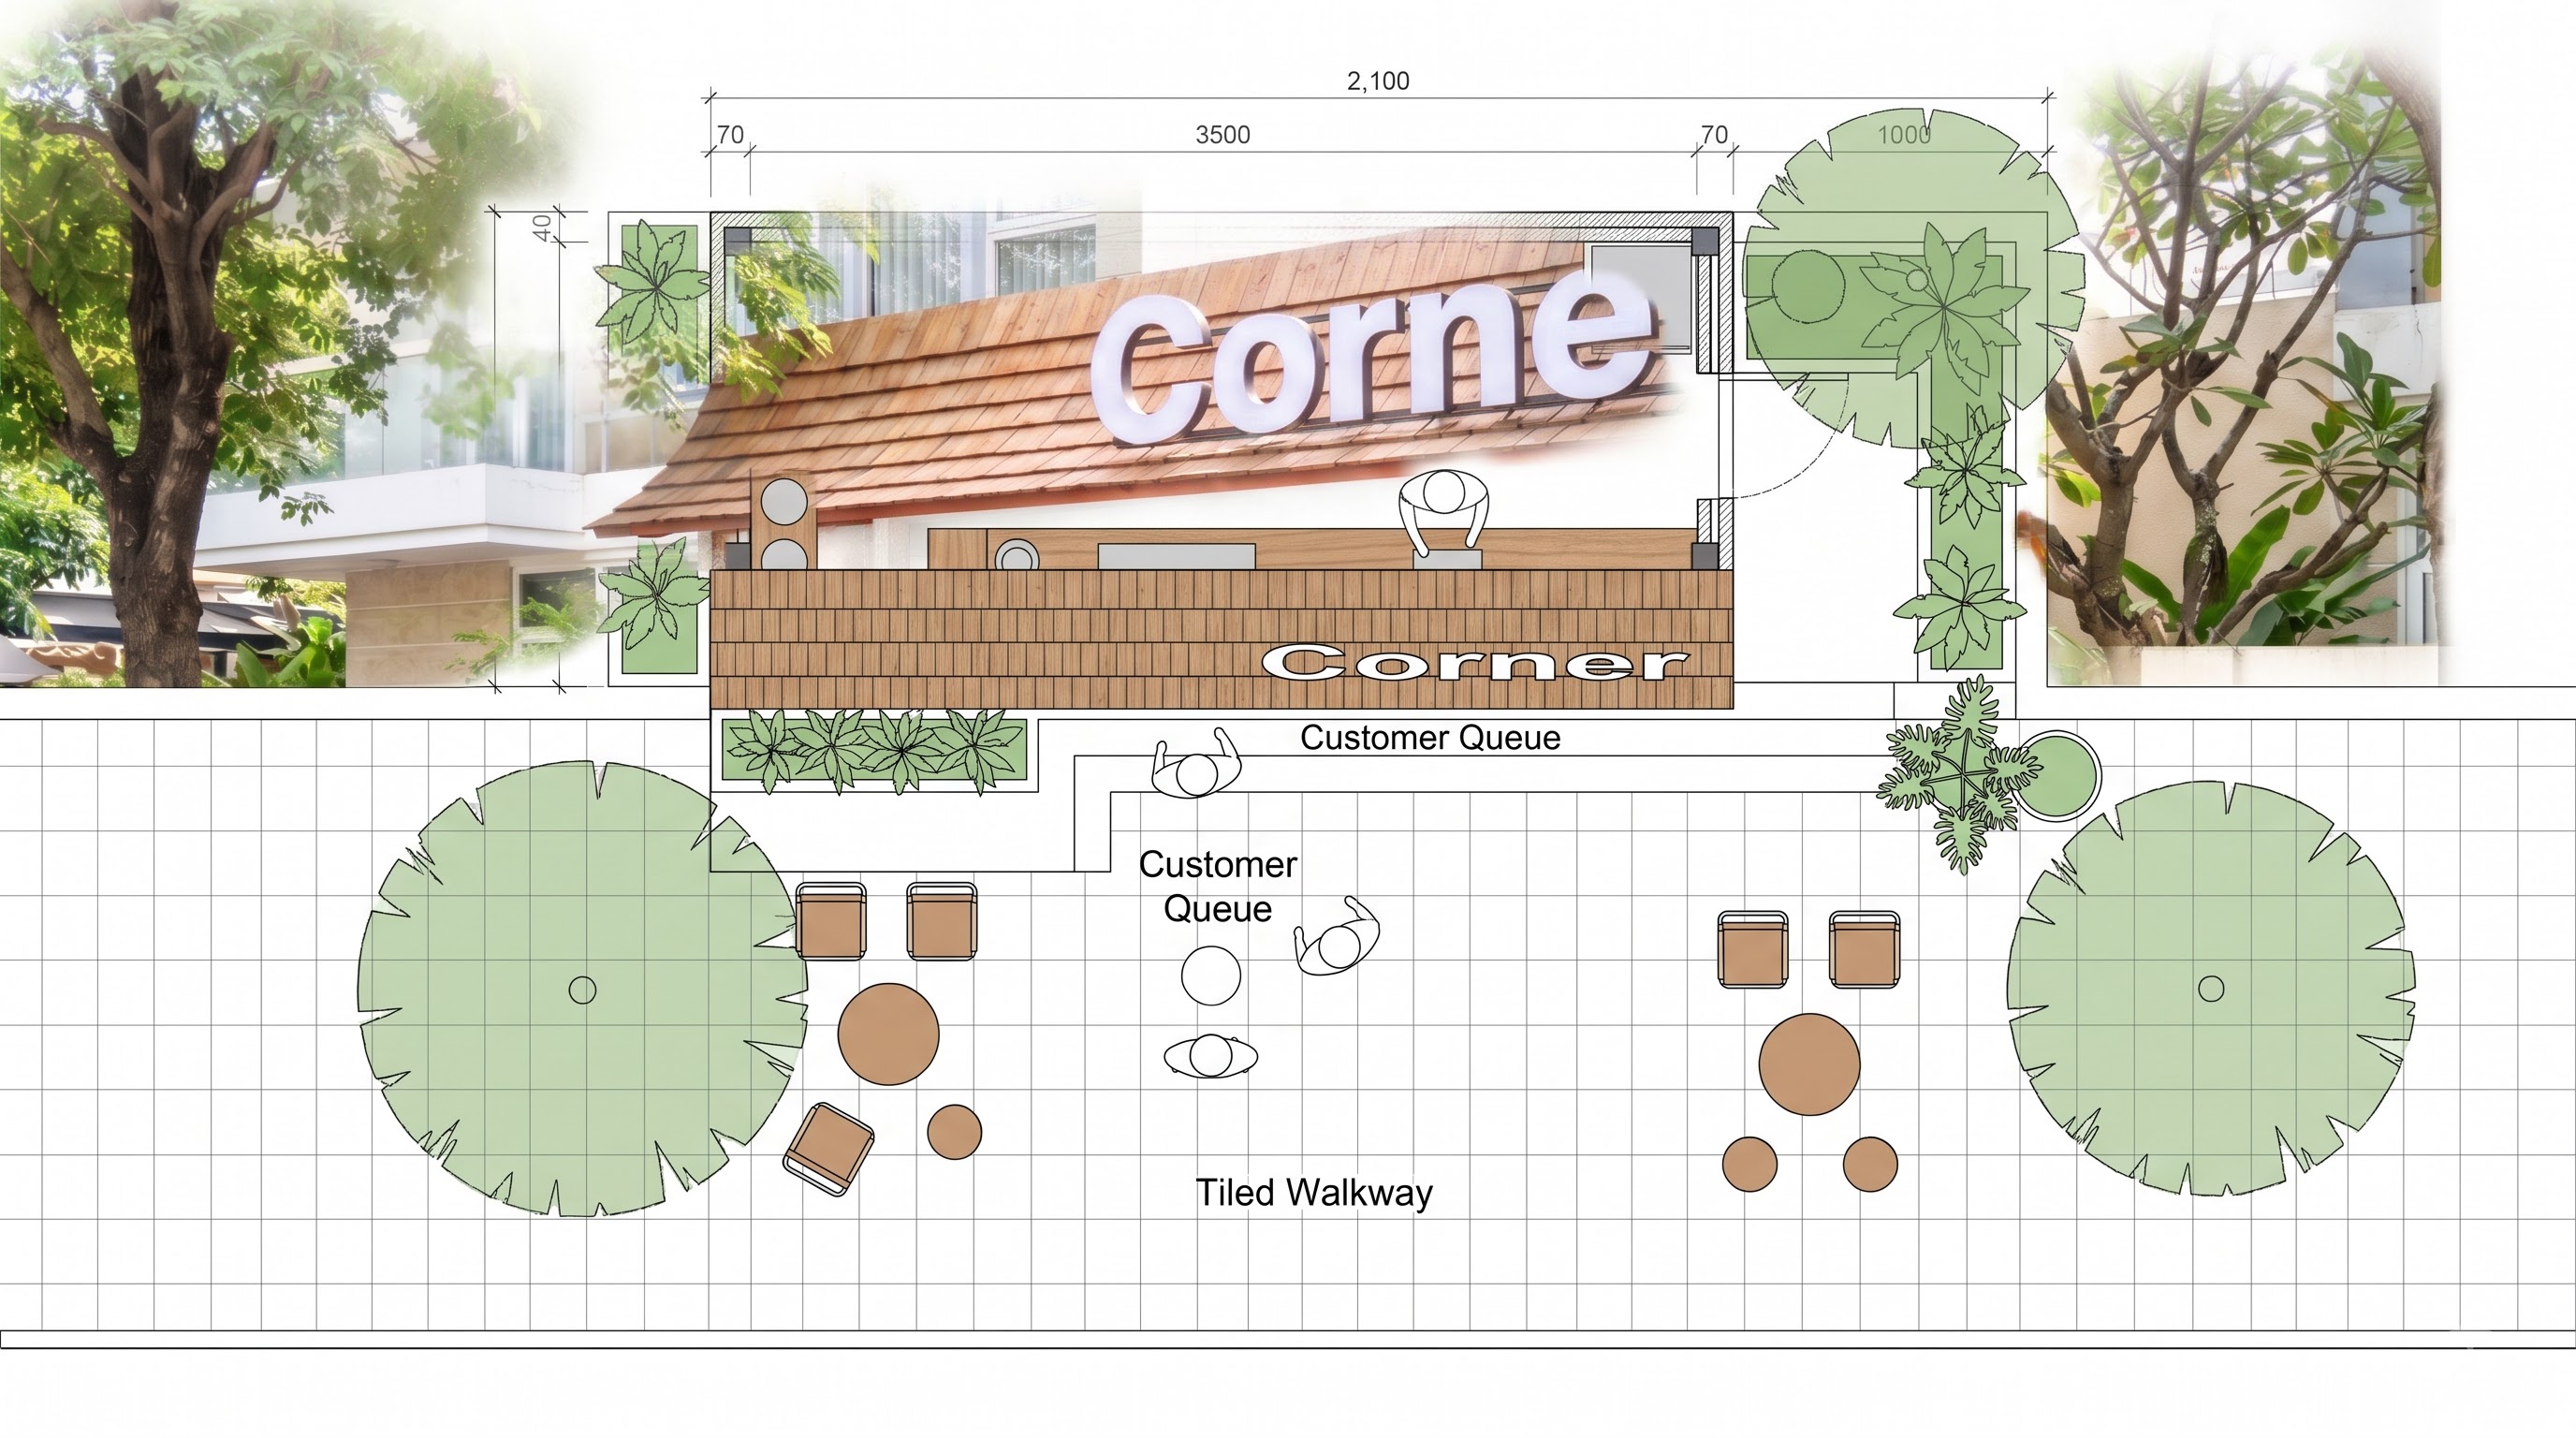 2,100
70
3500
70
1000
40
Corne
Corner
Customer Queue
Customer
Queue
Tiled Walkway